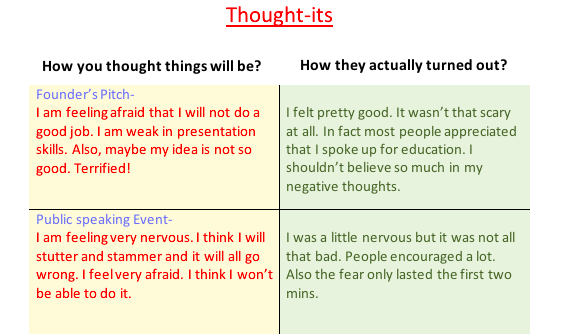 Thought-its
How you thought things will be?
How they actually turned out?
Founder's Pitch-
I am feeling afraid that I will not do a
good job. I am weak in presentation
skills. Also, maybe my idea is not so
good. Terrified!
I felt pretty good. It wasn't that scary
at all. In fact most people appreciated
that I spoke up for education. I
shouldn't believe so much in my
negative thoughts.
Public speaking Event-
I am feeling very nervous. I think I will
stutter and stammer and it will all go
wrong. I feel very afraid. I think I won't
be able to do it.
I was a little nervous but it was not all
that bad. People encouraged a lot.
Also the fear only lasted the first two
mins.